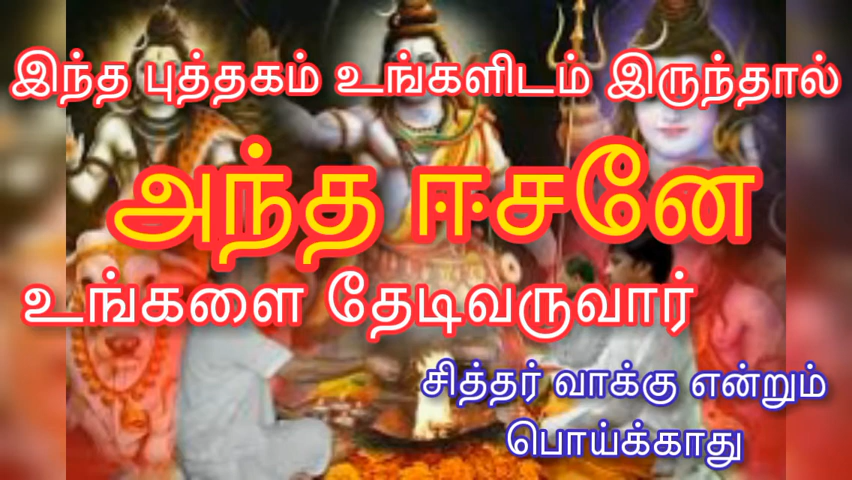 இந்த புத்தகம் உங்களிடம் இருந்தால்
அந்த ஈசனே
உங்களை தேடிவருவார்
சித்தர் வாக்கு என்றும்
பொய்க்காது